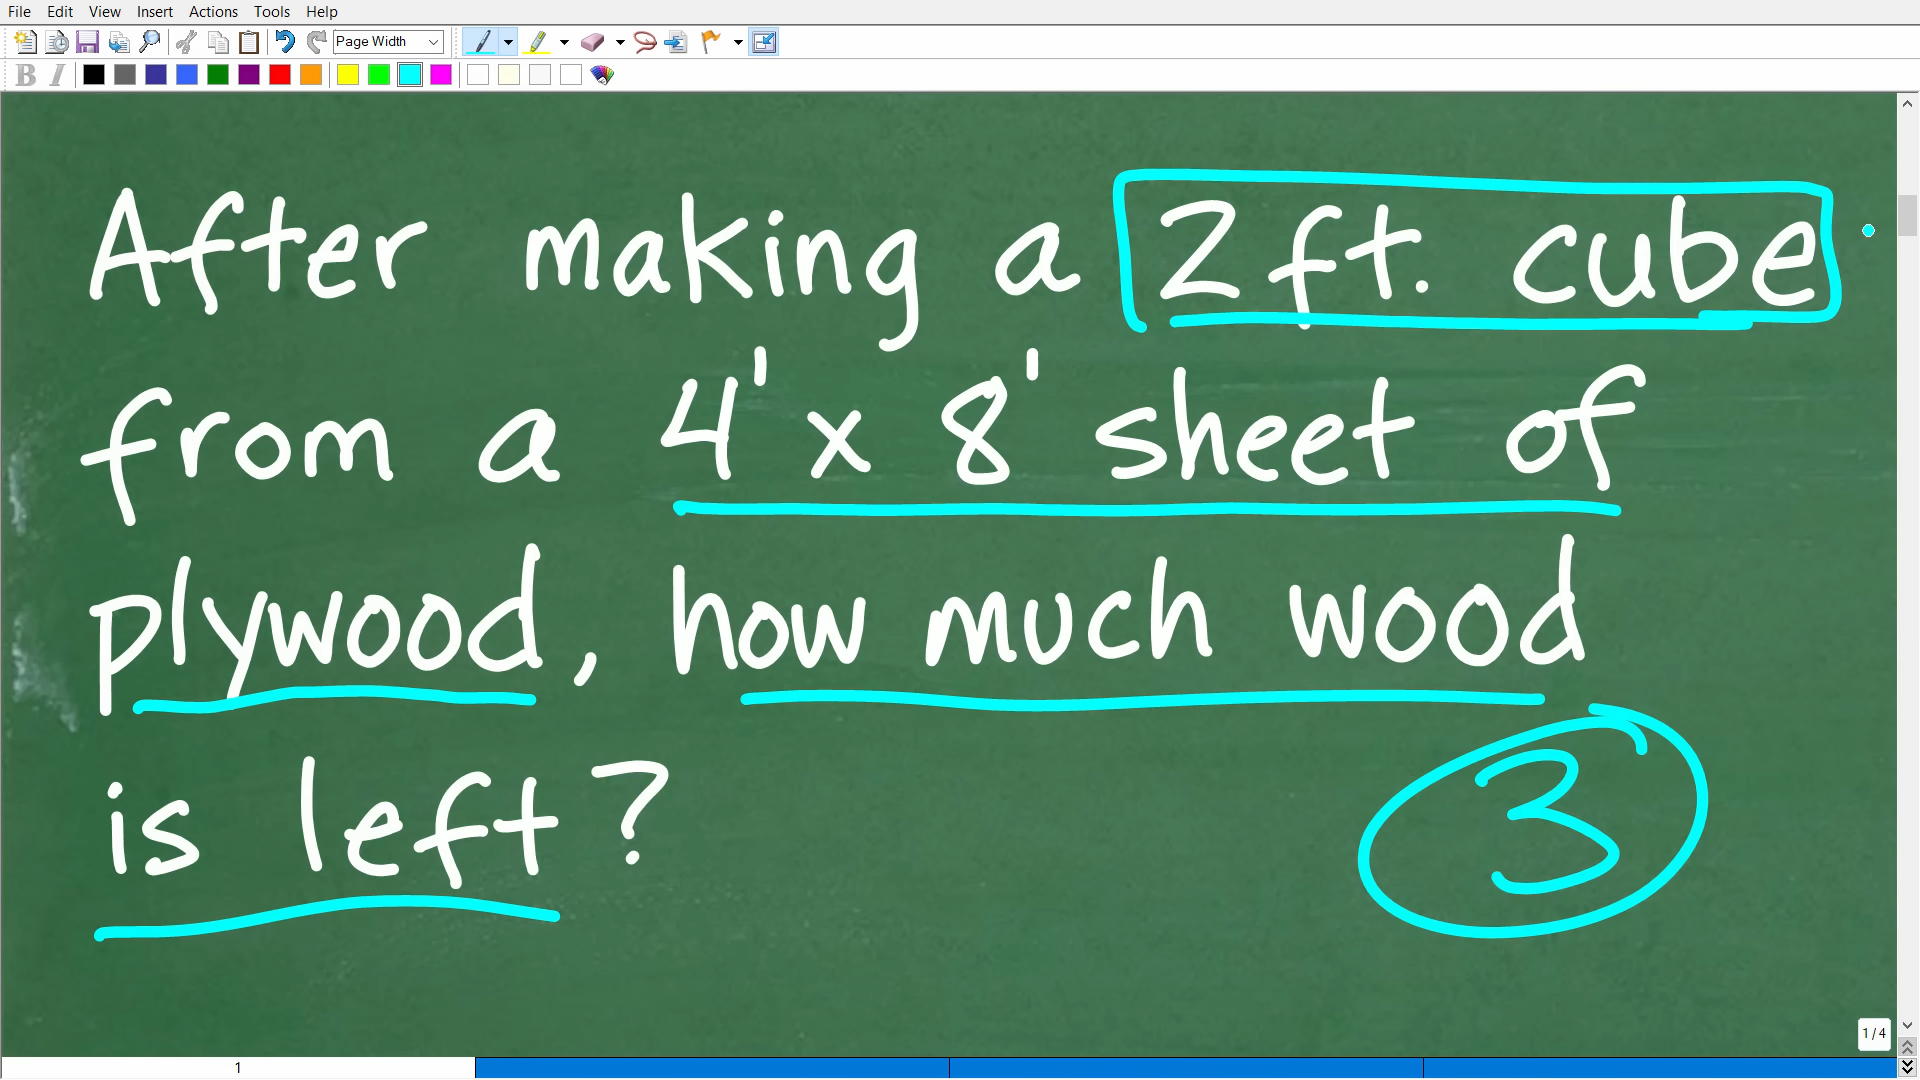 File Edit View Insert Actions Tools Help
Page Width
B I
After making a 2 ft. cube
from a 4' x 8' sheet of
plywood, how much wood
is left?
3
1 / 4
1